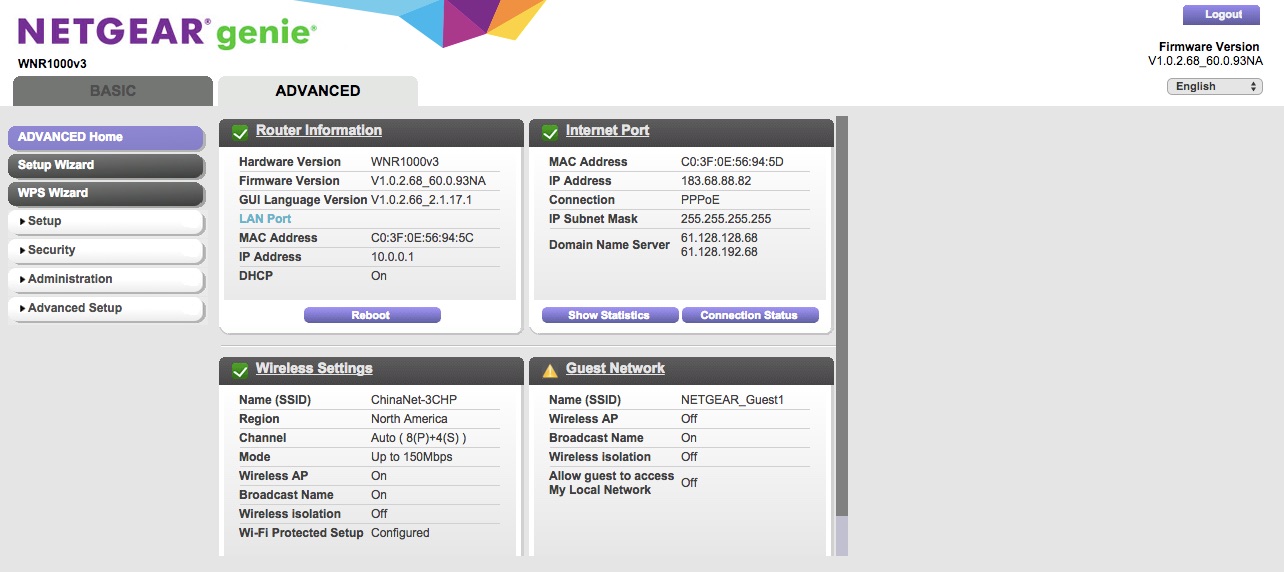 NETGEAR® genie®
WNR1000v3
Logout
Firmware Version
V1.0.2.68_60.0.93NA
English
BASIC
ADVANCED
ADVANCED Home
Setup Wizard
WPS Wizard
Setup
Security
Administration
Advanced Setup
Router Information
Hardware Version WNR1000v3
Firmware Version V1.0.2.68_60.0.93NA
GUI Language Version V1.0.2.66_2.1.17.1
LAN Port
MAC Address C0:3F:0E:56:94:5C
IP Address 10.0.0.1
DHCP On
Reboot
Internet Port
MAC Address C0:3F:0E:56:94:5D
IP Address 183.68.88.82
Connection PPPoE
IP Subnet Mask 255.255.255.255
Domain Name Server 61.128.128.68
61.128.192.68
Show Statistics
Connection Status
Wireless Settings
Name (SSID) ChinaNet-3CHP
Region North America
Channel Auto ( 8(P)+4(S) )
Mode Up to 150Mbps
Wireless AP On
Broadcast Name On
Wireless isolation Off
Wi-Fi Protected Setup Configured
Guest Network
Name (SSID) NETGEAR_Guest1
Wireless AP Off
Broadcast Name On
Wireless isolation Off
Allow guest to access
My Local Network Off